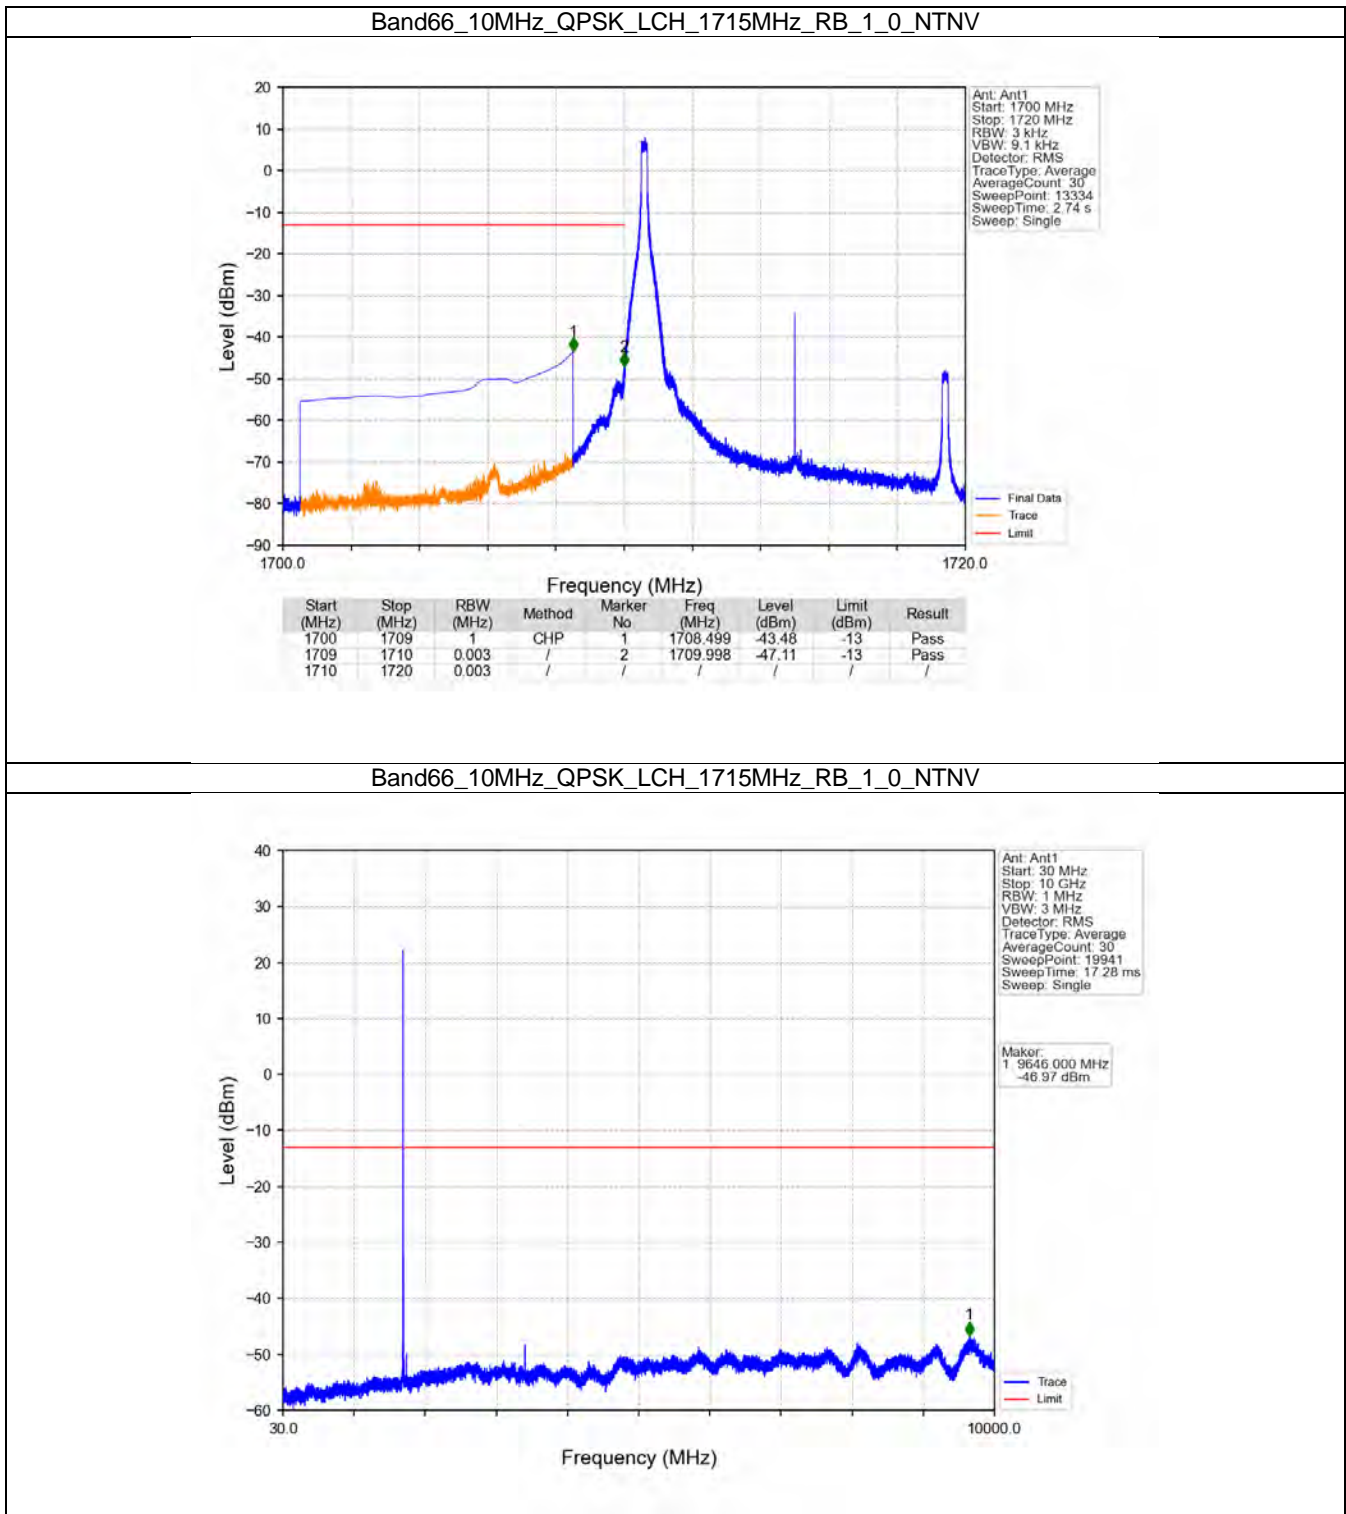 Band66_10MHz_QPSK_LCH_1715MHz_RB_1_0_NTNV
20
10
0
−10
−20
−30
−40
−50
−60
−70
−80
−90
Level (dBm)
1
2
1700.0
1720.0
Frequency (MHz)
Ant: Ant1
Start: 1700 MHz
Stop: 1720 MHz
RBW: 3 kHz
VBW: 9.1 kHz
Detector: RMS
TraceType: Average
AverageCount: 30
SweepPoint: 13334
SweepTime: 2.74 s
Sweep: Single
Final Data
Trace
Limit
Start (MHz) Stop (MHz) RBW (MHz) Method Marker No Freq (MHz) Level (dBm) Limit (dBm) Result
1700 1709 1 CHP 1 1708.499 -43.48 -13 Pass
1709 1710 0.003 / 2 1709.998 -47.11 -13 Pass
1710 1720 0.003 / / / / / /
Band66_10MHz_QPSK_LCH_1715MHz_RB_1_0_NTNV
40
30
20
10
0
−10
−20
−30
−40
−50
−60
Level (dBm)
1
30.0
10000.0
Frequency (MHz)
Ant: Ant1
Start: 30 MHz
Stop: 10 GHz
RBW: 1 MHz
VBW: 3 MHz
Detector: RMS
TraceType: Average
AverageCount: 30
SweepPoint: 19941
SweepTime: 17.28 ms
Sweep: Single
Maker:
1 9646.000 MHz
-46.97 dBm
Trace
Limit